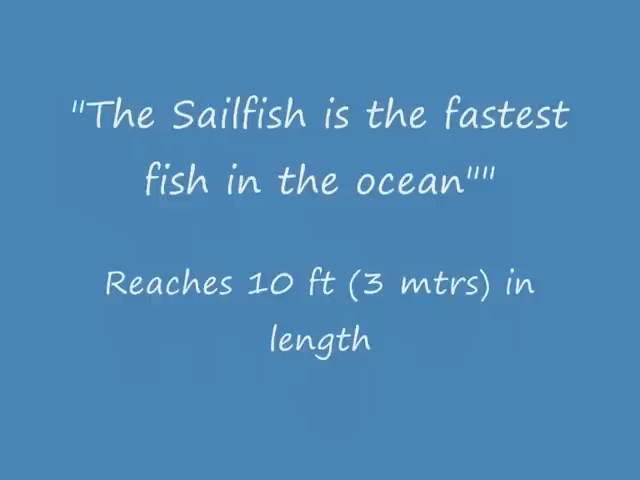 "The Sailfish is the fastest
fish in the ocean""
Reaches 10 ft (3 mtrs) in
length